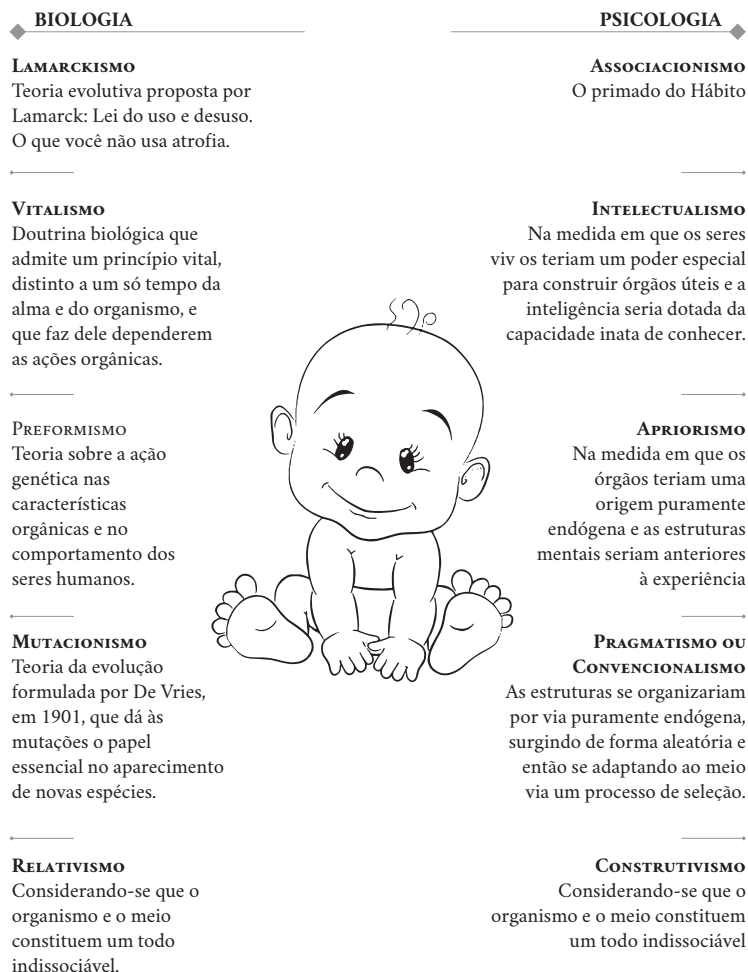 BIOLOGIA
Lamarckismo
Teoria evolutiva proposta por
Lamarck: Lei do uso e desuso.
O que você não usa atrofia.
Vitalismo
Doutrina biológica que
admite um princípio vital,
distinto a um só tempo da
alma e do organismo, e
que faz dele dependerem
as ações orgânicas.
Preformismo
Teoria sobre a ação
genética nas
características
orgânicas e no
comportamento dos
seres humanos.
Mutacionismo
Teoria da evolução
formulada por De Vries,
em 1901, que dá às
mutações o papel
essencial no aparecimento
de novas espécies.
Relativismo
Considerando-se que o
organismo e o meio
constituem um todo
indissociável.
PSICOLOGIA
Associacionismo
O primado do Hábito
Intelectualismo
Na medida em que os seres
viv os teriam um poder especial
para construir órgãos úteis e a
inteligência seria dotada da
capacidade inata de conhecer.
Apriorismo
Na medida em que os
órgãos teriam uma
origem puramente
endógena e as estruturas
mentais seriam anteriores
à experiência
Pragmatismo ou
Convencionalismo
As estruturas se organizariam
por via puramente endógena,
surgindo de forma aleatória e
então se adaptando ao meio
via um processo de seleção.
Construtivismo
Considerando-se que o
organismo e o meio constituem
um todo indissociável